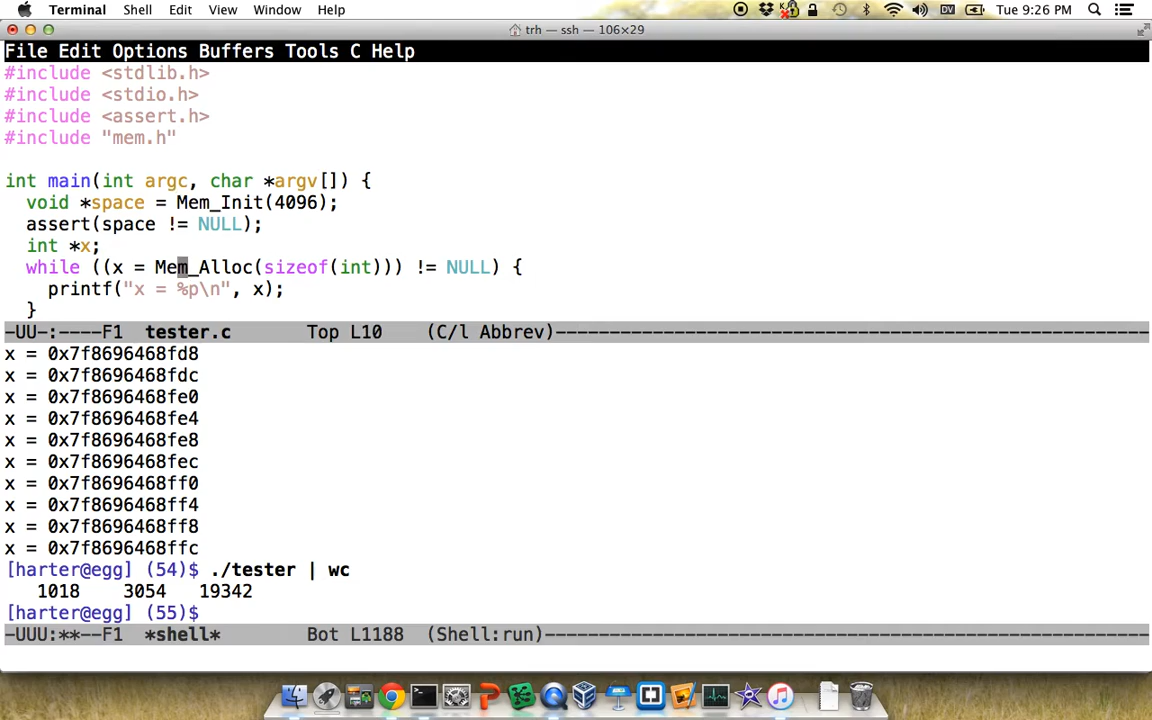 Terminal Shell Edit View Window Help Tue 9:26 PM
trh — ssh — 106×29
File Edit Options Buffers Tools C Help
#include <stdlib.h>
#include <stdio.h>
#include <assert.h>
#include "mem.h"
int main(int argc, char *argv[]) {
void *space = Mem_Init(4096);
assert(space != NULL);
int *x;
while ((x = Mem_Alloc(sizeof(int))) != NULL) {
printf("x = %p\n", x);
}
-UU-:----F1 tester.c Top L10 (C/l Abbrev)--------------------------------------------------------
x = 0x7f8696468fd8
x = 0x7f8696468fdc
x = 0x7f8696468fe0
x = 0x7f8696468fe4
x = 0x7f8696468fe8
x = 0x7f8696468fec
x = 0x7f8696468ff0
x = 0x7f8696468ff4
x = 0x7f8696468ff8
x = 0x7f8696468ffc
[harter@egg] (54)$ ./tester | wc
1018 3054 19342
[harter@egg] (55)$
-UUU:**--F1 *shell* Bot L1188 (Shell:run)---------------------------------------------------------